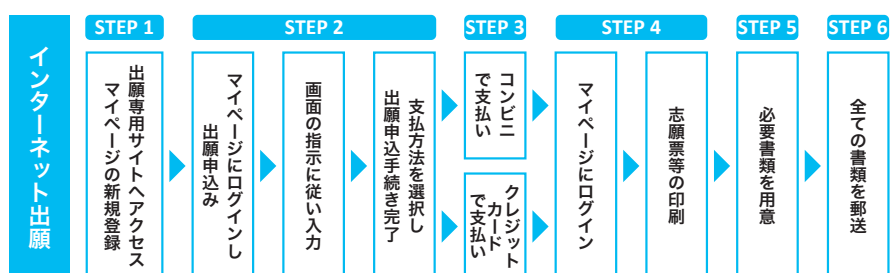 インターネット出願
STEP 1
出願専用サイトへアクセス
マイページの新規登録
STEP 2
マイページにログインし
出願申込み
画面の指示に従い入力
支払方法を選択し
出願申込手続き完了
STEP 3
コンビニ
で支払い
クレジット
カード
で支払い
STEP 4
マイページにログイン
志願票等の印刷
STEP 5
必要書類を用意
STEP 6
全ての書類を郵送